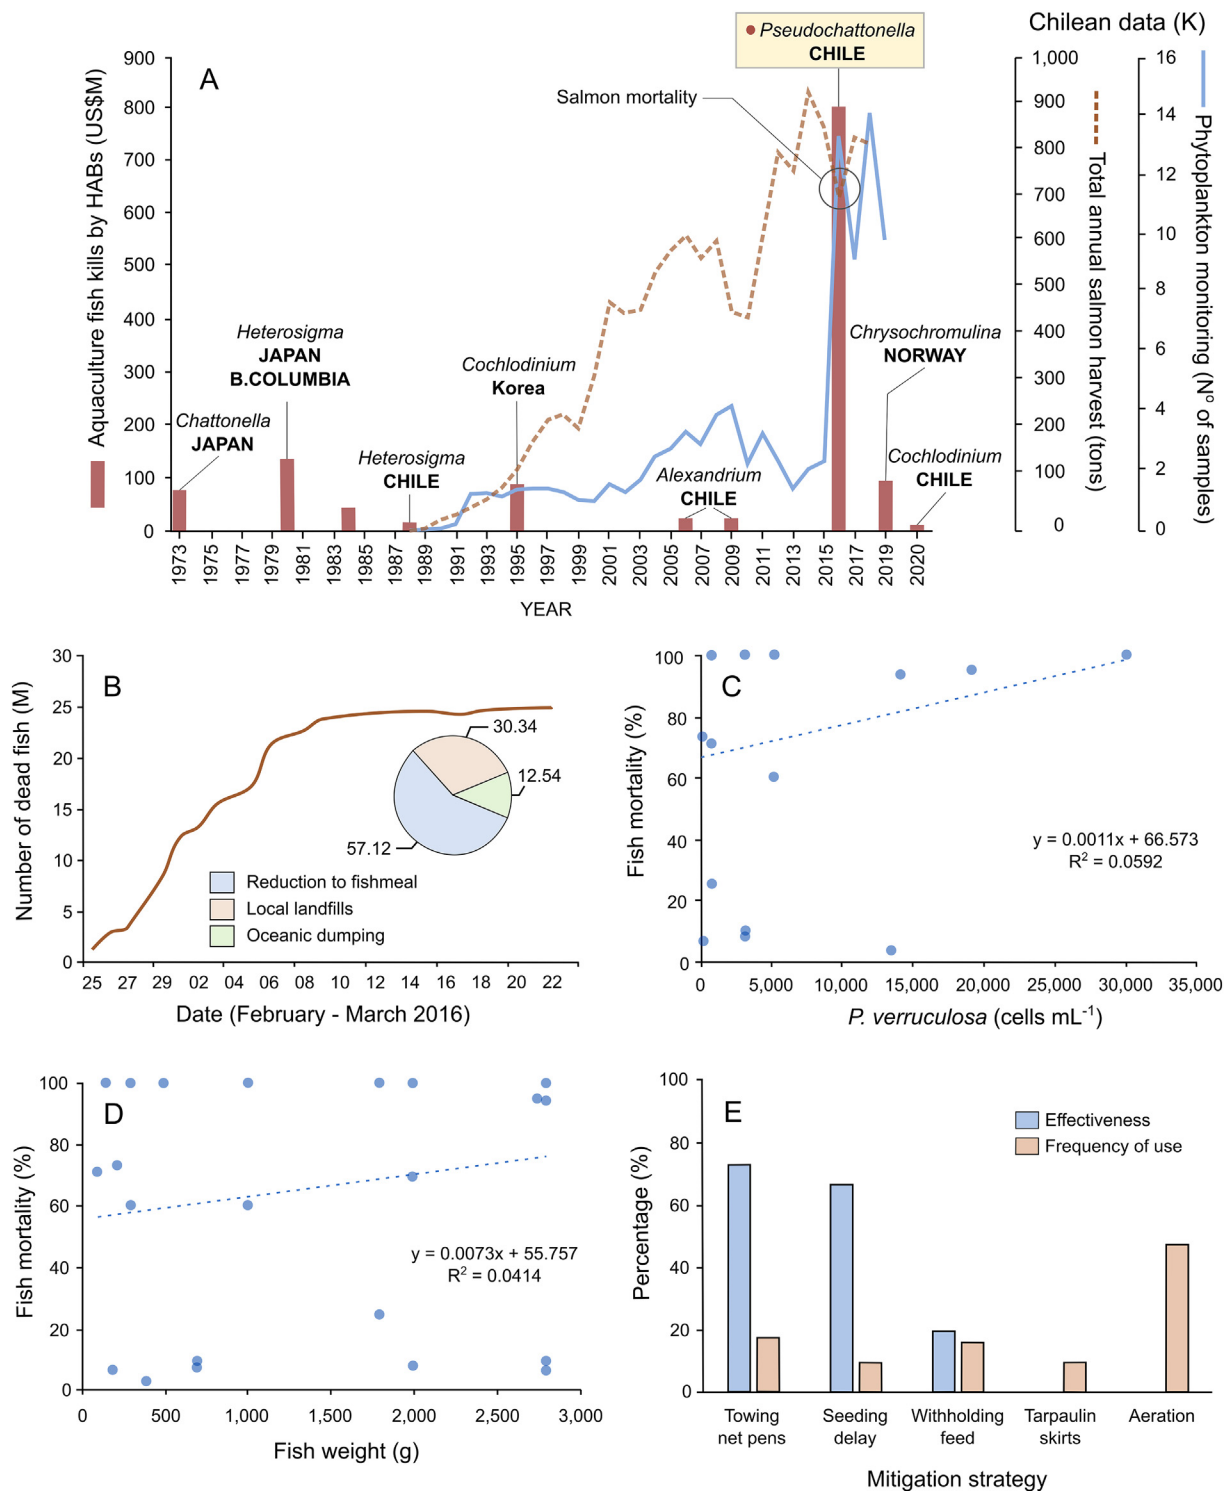 Chilean data (K)
Pseudochattonella
CHILE
A
Salmon mortality
Aquaculture fish kills by HABs (US$M)
900
800
700
600
500
400
300
200
100
0
Heterosigma
JAPAN
B.COLUMBIA
Chattonella
JAPAN
Heterosigma
CHILE
Cochlodinium
Korea
Alexandrium
CHILE
Chrysochromulina
NORWAY
Cochlodinium
CHILE
1,000
900
800
700
600
500
400
300
200
100
0
Total annual salmon harvest (tons)
16
14
12
10
8
6
4
2
0
Phytoplankton monitoring (Nº of samples)
1973 1975 1977 1979 1981 1983 1985 1987 1989 1991 1993 1995 1997 1999 2001 2003 2005 2007 2009 2011 2013 2015 2017 2019 2020
YEAR
B
Number of dead fish (M)
30
25
20
15
10
5
0
30.34
12.54
57.12
Reduction to fishmeal
Local landfills
Oceanic dumping
25 27 29 02 04 06 08 10 12 14 16 18 20 22
Date (February - March 2016)
C
Fish mortality (%)
100
80
60
40
20
0
y = 0.0011x + 66.573
R² = 0.0592
0 5,000 10,000 15,000 20,000 25,000 30,000 35,000
P. verruculosa (cells mL⁻¹)
D
Fish mortality (%)
100
80
60
40
20
0
y = 0.0073x + 55.757
R² = 0.0414
0 500 1,000 1,500 2,000 2,500 3,000
Fish weight (g)
E
Percentage (%)
100
80
60
40
20
0
Effectiveness
Frequency of use
Towing
net pens
Seeding
delay
Withholding
feed
Tarpaulin
skirts
Aeration
Mitigation strategy